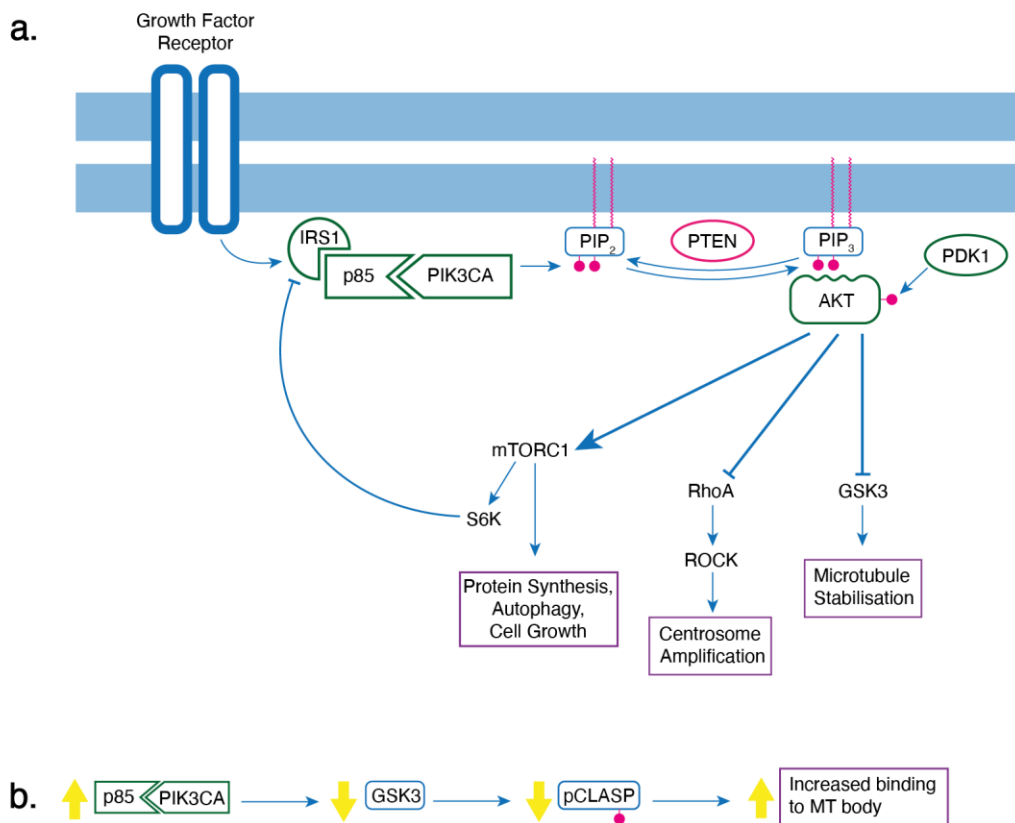 a.
Growth Factor
Receptor
IRS1
p85
PIK3CA
PIP2
PTEN
PIP3
PDK1
AKT
mTORC1
S6K
RhoA
GSK3
ROCK
Protein Synthesis,
Autophagy,
Cell Growth
Centrosome
Amplification
Microtubule
Stabilisation
b.
p85 PIK3CA GSK3 pCLASP Increased binding
to MT body